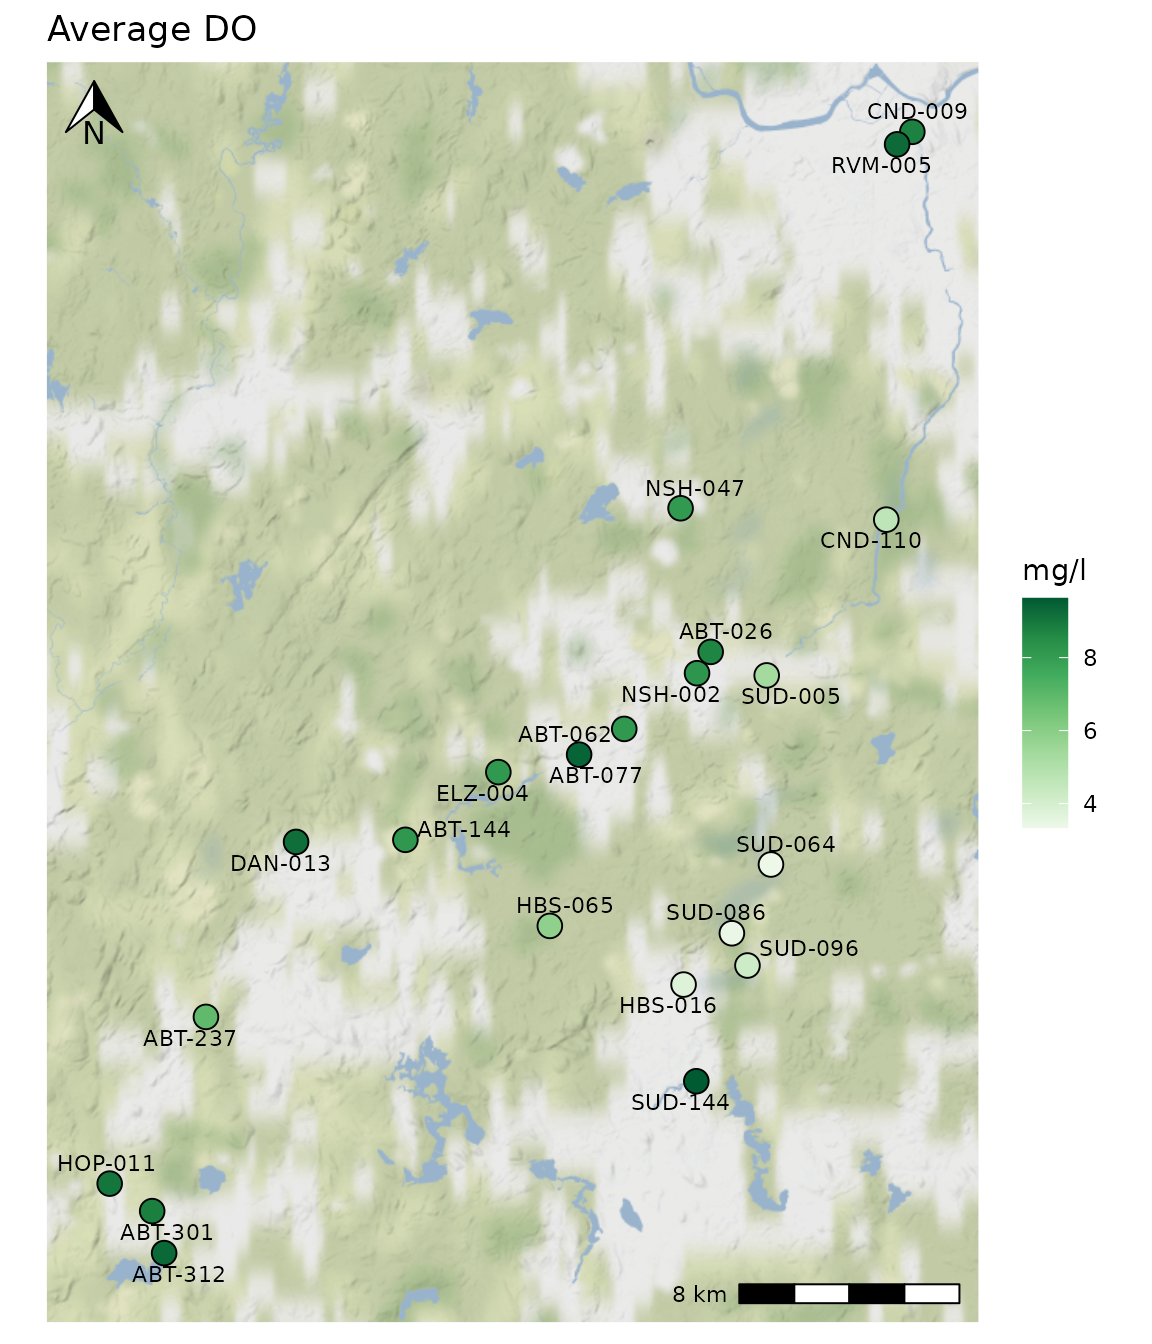 Average DO
N
CND-009
RVM-005
NSH-047
CND-110
mg/l
8
6
4
ABT-026
NSH-002
SUD-005
ABT-062
ABT-077
ELZ-004
ABT-144
DAN-013
SUD-064
HBS-065
SUD-086
SUD-096
HBS-016
ABT-237
SUD-144
HOP-011
ABT-301
ABT-312
8 km